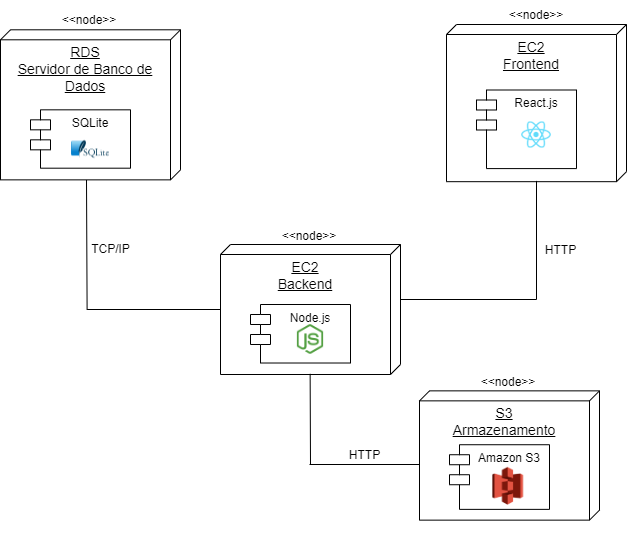 <<node>>
RDS
Servidor de Banco de
Dados
SQLite
SQLite
<<node>>
EC2
Frontend
React.js
TCP/IP
HTTP
<<node>>
EC2
Backend
Node.js
JS
HTTP
<<node>>
S3
Armazenamento
Amazon S3